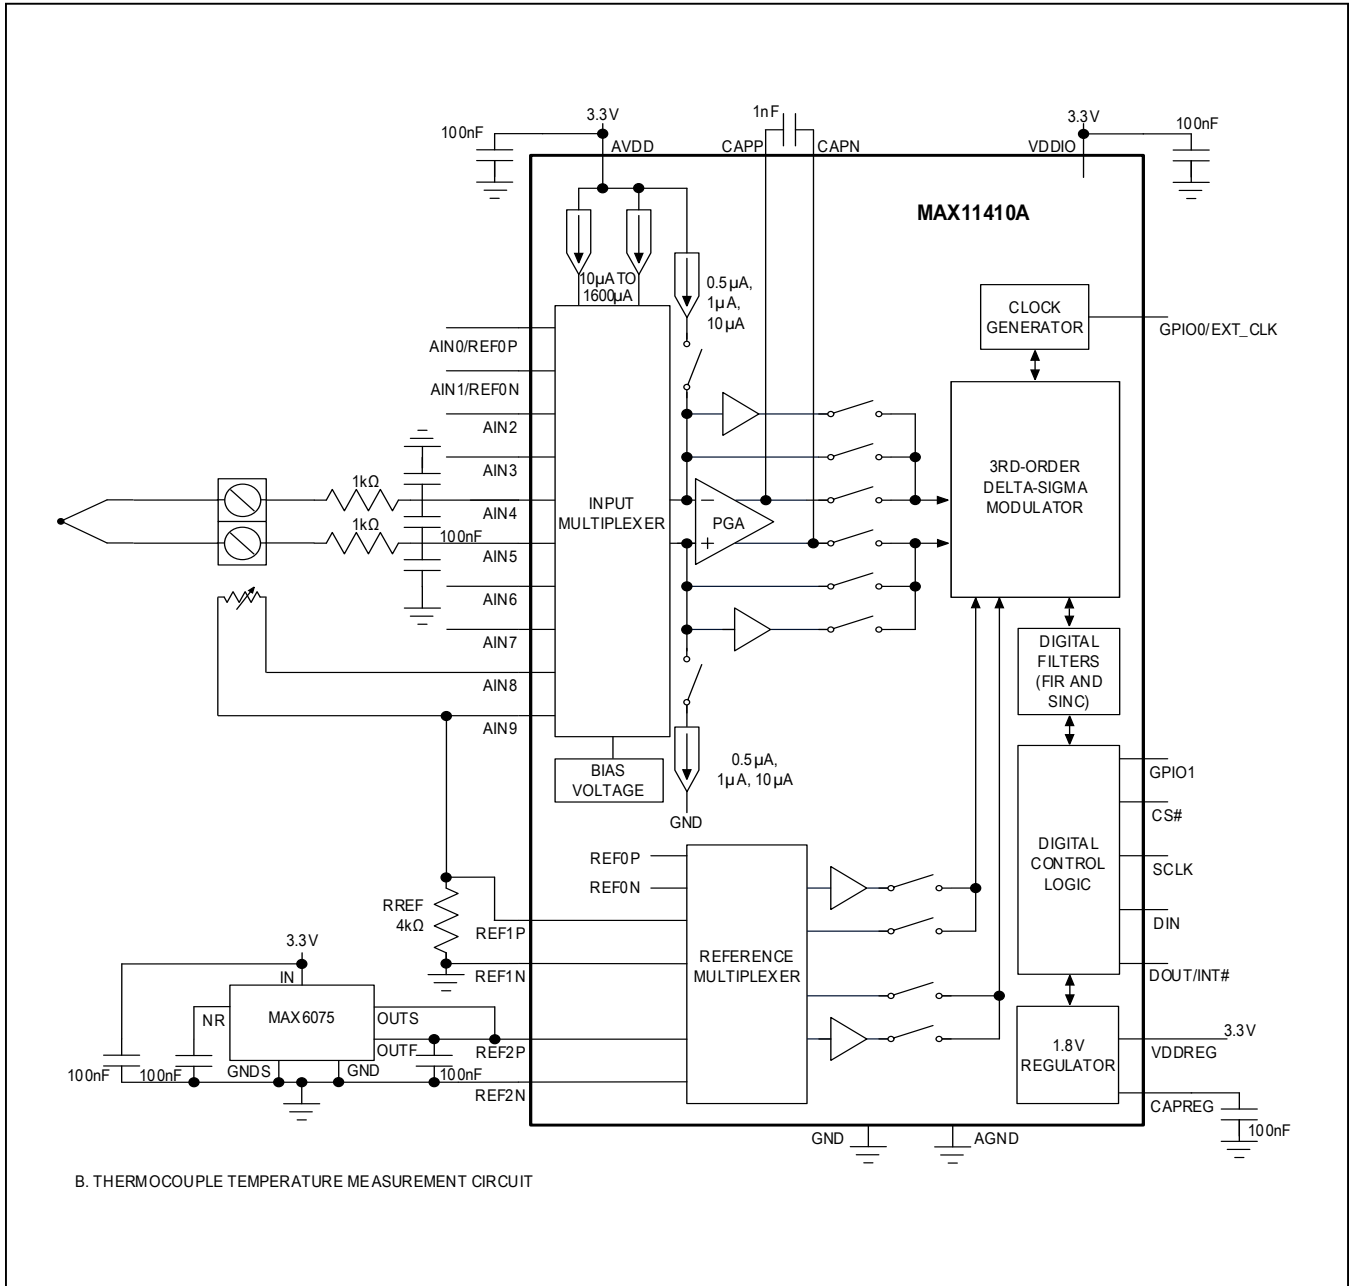 3.3V
100nF
AVDD
1nF
CAPP
CAPN
3.3V
100nF
VDDIO
MAX11410A
10µA TO
1600µA
0.5µA,
1µA,
10µA
CLOCK
GENERATOR
GPIO0/EXT_CLK
AIN0/REF0P
AIN1/REF0N
AIN2
AIN3
AIN4
AIN5
AIN6
AIN7
AIN8
AIN9
1kΩ
1kΩ
100nF
INPUT
MULTIPLEXER
−
PGA
+
3RD-ORDER
DELTA-SIGMA
MODULATOR
DIGITAL
FILTERS
(FIR AND
SINC)
BIAS
VOLTAGE
0.5µA,
1µA, 10µA
GND
GPIO1
CS#
SCLK
DIN
DOUT/INT#
DIGITAL
CONTROL
LOGIC
REF0P
REF0N
RREF
4kΩ
REF1P
REF1N
REFERENCE
MULTIPLEXER
3.3V
IN
NR
MAX6075
OUTS
OUTF
GNDS
GND
100nF
100nF
100nF
REF2P
REF2N
1.8V
REGULATOR
3.3V
VDDREG
CAPREG
100nF
GND
AGND
B. THERMOCOUPLE TEMPERATURE MEASUREMENT CIRCUIT